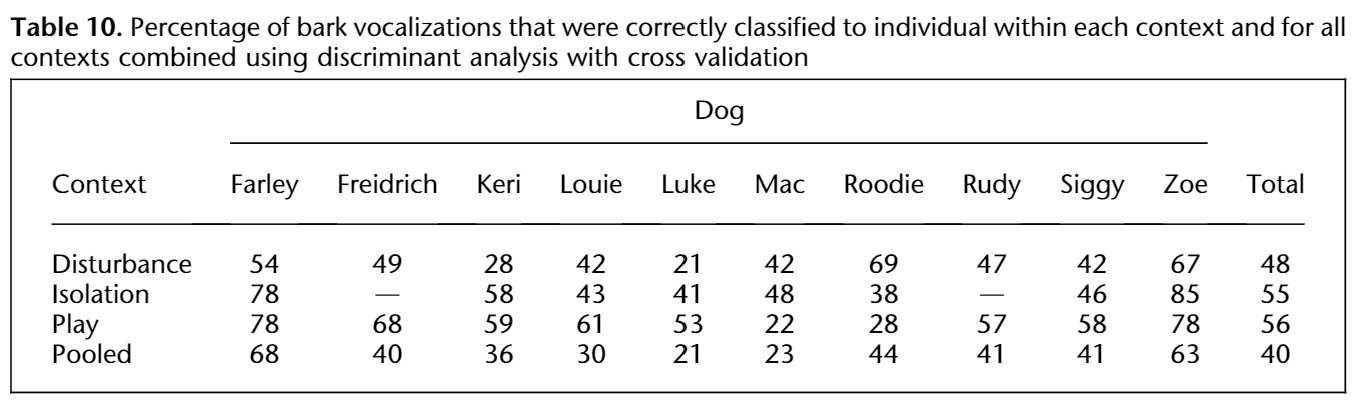 Table 10. Percentage of bark vocalizations that were correctly classified to individual within each context and for all
contexts combined using discriminant analysis with cross validation
Dog
Context Farley Freidrich Keri Louie Luke Mac Roodie Rudy Siggy Zoe Total
Disturbance 54 49 28 42 21 42 69 47 42 67 48
Isolation 78 — 58 43 41 48 38 — 46 85 55
Play 78 68 59 61 53 22 28 57 58 78 56
Pooled 68 40 36 30 21 23 44 41 41 63 40